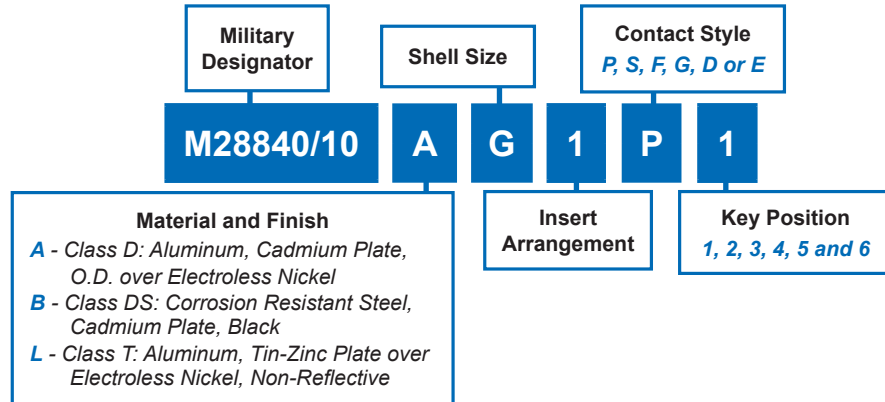 Military
Designator
Shell Size
Contact Style
P, S, F, G, D or E
M28840/10 A G 1 P 1
Material and Finish
A - Class D: Aluminum, Cadmium Plate,
O.D. over Electroless Nickel
B - Class DS: Corrosion Resistant Steel,
Cadmium Plate, Black
L - Class T: Aluminum, Tin-Zinc Plate over
Electroless Nickel, Non-Reflective
Insert
Arrangement
Key Position
1, 2, 3, 4, 5 and 6